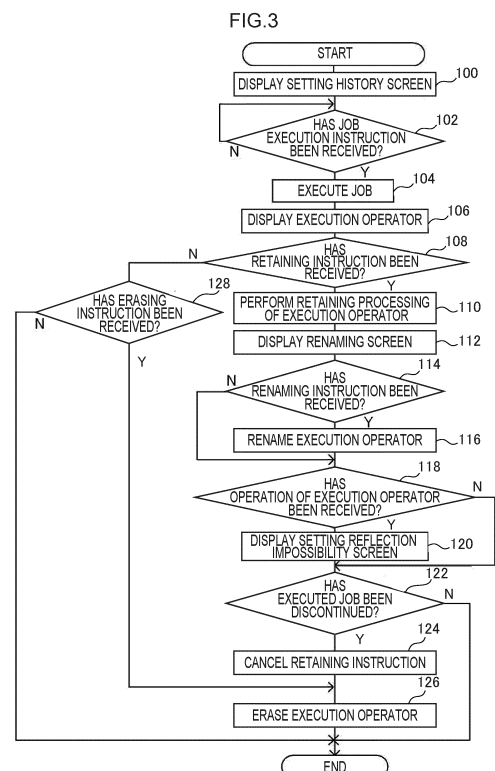 FIG.3
START
DISPLAY SETTING HISTORY SCREEN
100
HAS JOB
EXECUTION INSTRUCTION
BEEN RECEIVED?
102
N
Y
EXECUTE JOB
104
DISPLAY EXECUTION OPERATOR
106
HAS
RETAINING INSTRUCTION BEEN
RECEIVED?
108
N
Y
HAS ERASING
INSTRUCTION BEEN
RECEIVED?
128
N
Y
PERFORM RETAINING PROCESSING
OF EXECUTION OPERATOR
110
DISPLAY RENAMING SCREEN
112
HAS
RENAMING INSTRUCTION BEEN
RECEIVED?
114
N
Y
RENAME EXECUTION OPERATOR
116
HAS
OPERATION OF EXECUTION OPERATOR
BEEN RECEIVED?
118
N
Y
DISPLAY SETTING REFLECTION
IMPOSSIBILITY SCREEN
120
HAS
EXECUTED JOB BEEN
DISCONTINUED?
122
N
Y
CANCEL RETAINING INSTRUCTION
124
ERASE EXECUTION OPERATOR
126
END